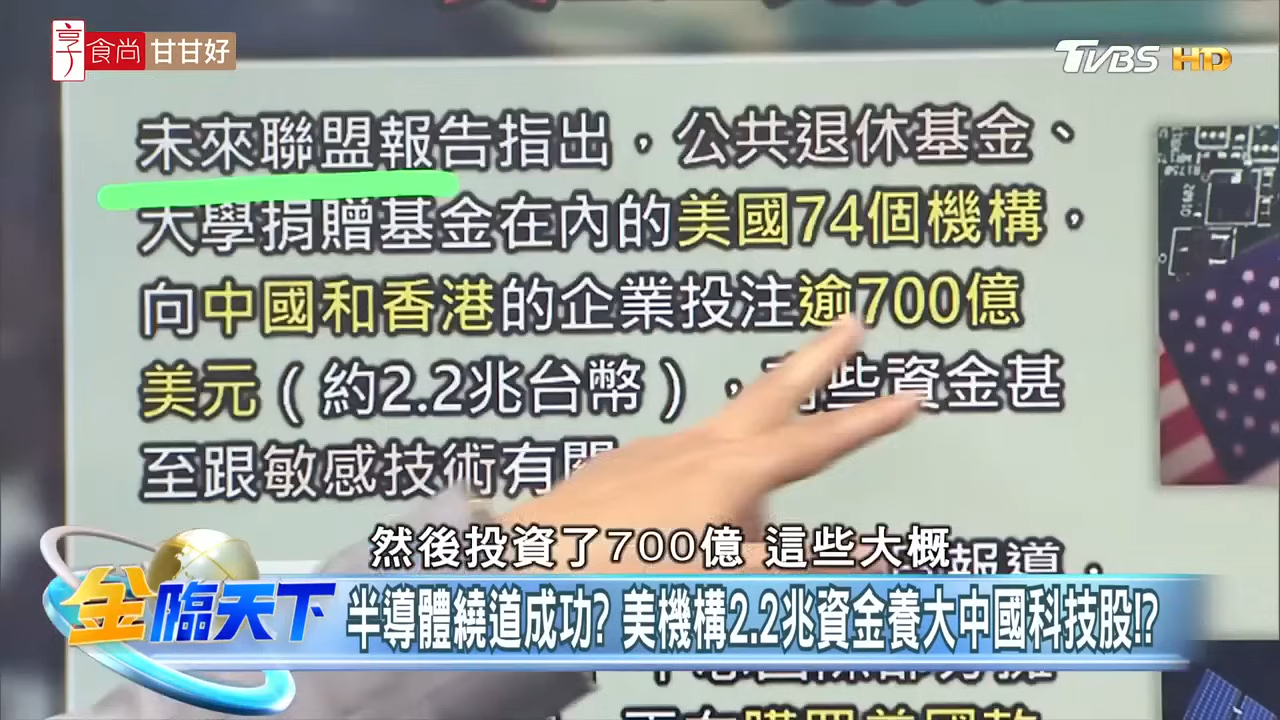 享食尚 甘甘好
TVBS HD
未來聯盟報告指出，公共退休基金、
大學捐贈基金在內的美國74個機構，
向中國和香港的企業投注逾700億
美元（約2.2兆台幣），些資金甚
至跟敏感技術有
然後投資了700億 這些大概
報導，
金臨天下
半導體繞道成功? 美機構2.2兆資金養大中國科技股!?